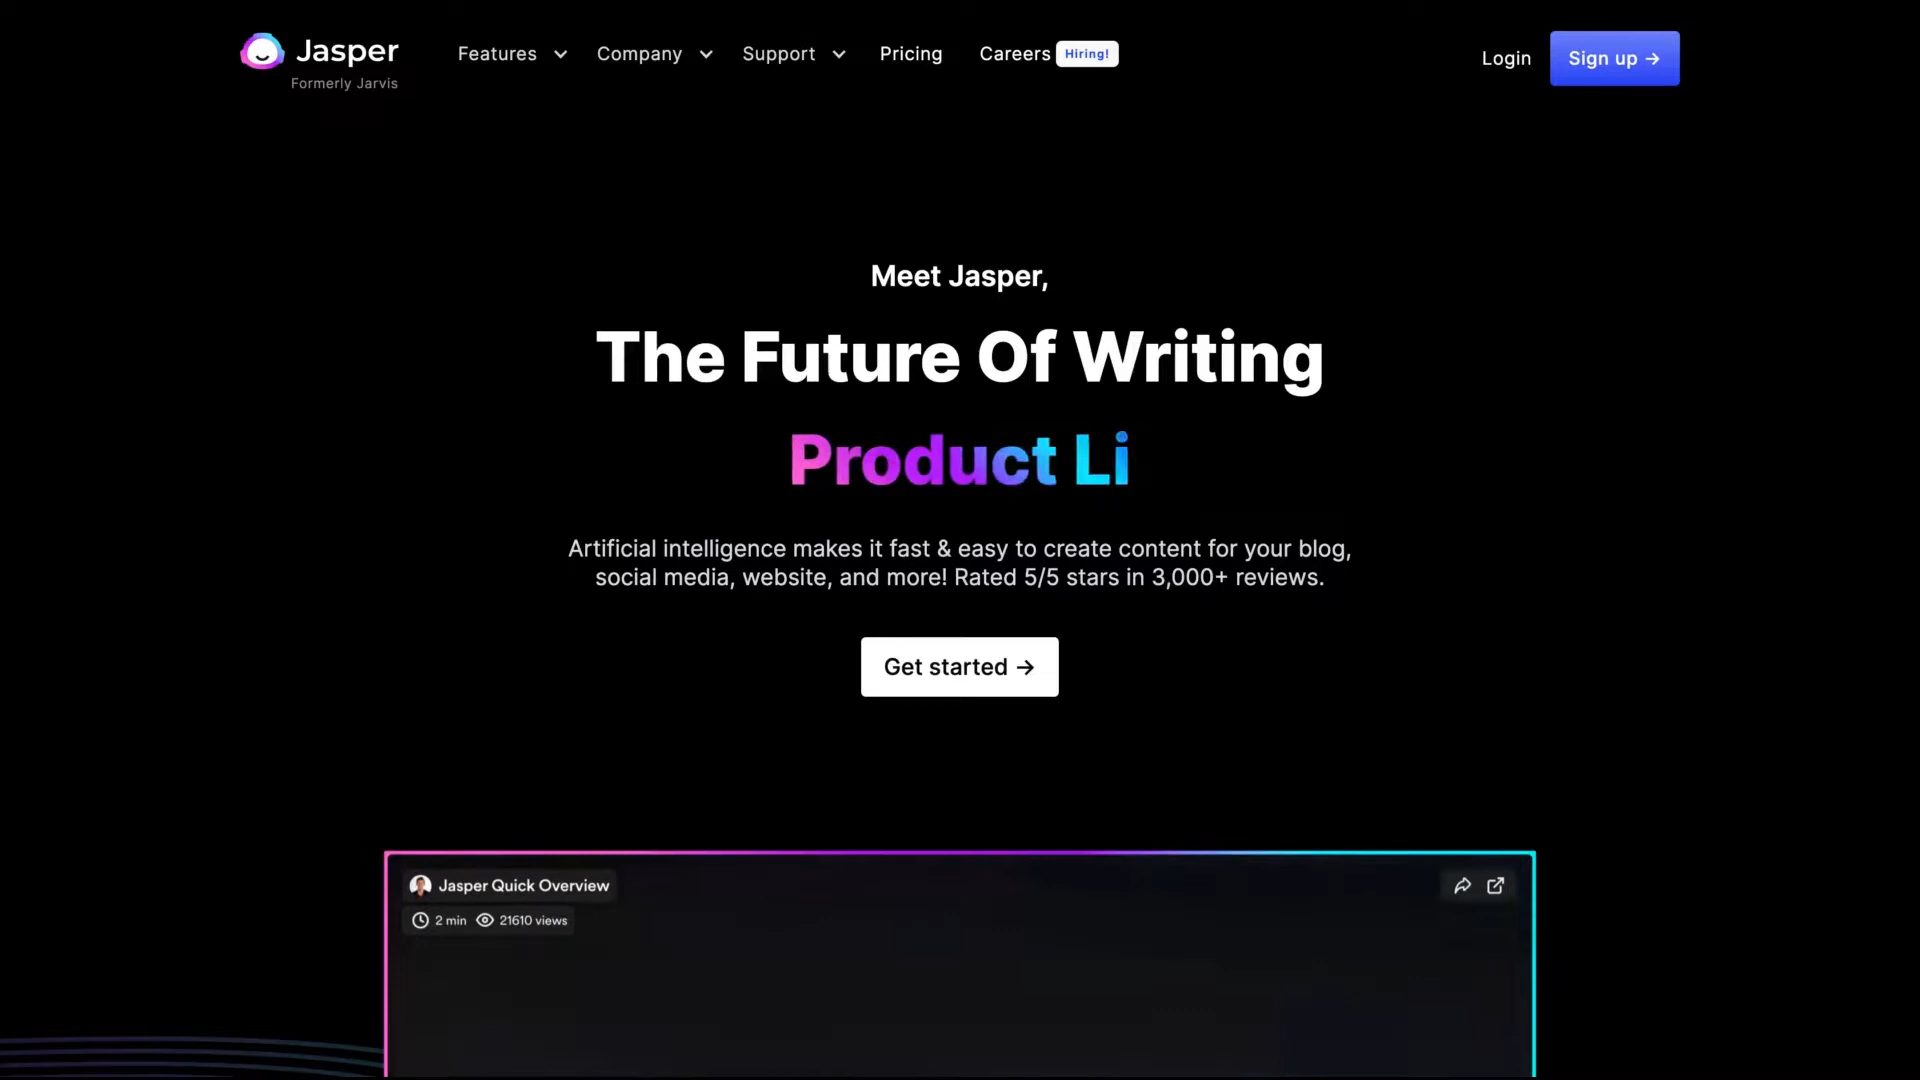 Jasper
Formerly Jarvis
Features
Company
Support
Pricing
Careers Hiring!
Login
Sign up →
Meet Jasper,
The Future Of Writing
Product Li
Artificial intelligence makes it fast & easy to create content for your blog,
social media, website, and more! Rated 5/5 stars in 3,000+ reviews.
Get started →
Jasper Quick Overview
2 min 21610 views